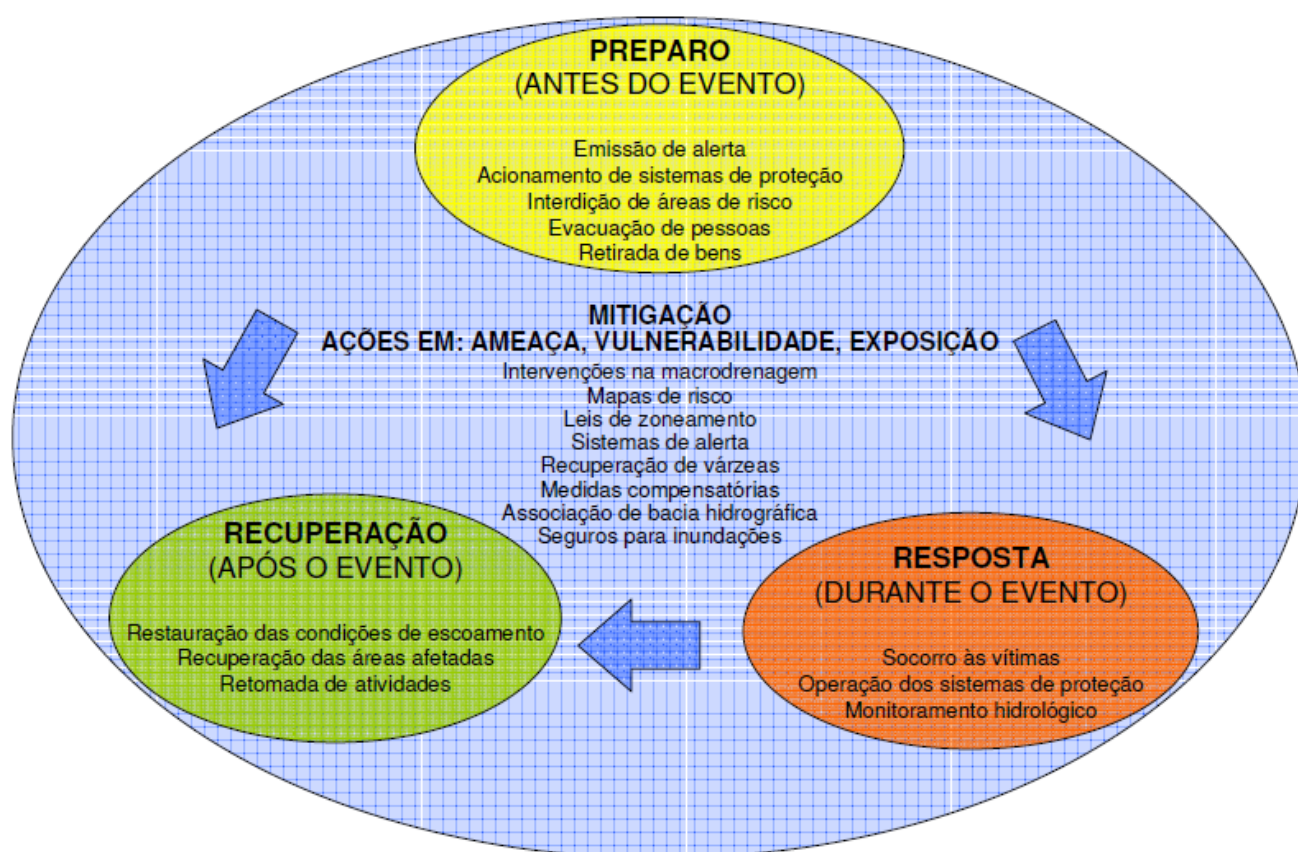 PREPARO
(ANTES DO EVENTO)
Emissão de alerta
Acionamento de sistemas de proteção
Interdição de áreas de risco
Evacuação de pessoas
Retirada de bens
MITIGAÇÃO
AÇÕES EM: AMEAÇA, VULNERABILIDADE, EXPOSIÇÃO
Intervenções na macrodrenagem
Mapas de risco
Leis de zoneamento
Sistemas de alerta
Recuperação de várzeas
Medidas compensatórias
Associação de bacia hidrográfica
Seguros para inundações
RECUPERAÇÃO
(APÓS O EVENTO)
Restauração das condições de escoamento
Recuperação das áreas afetadas
Retomada de atividades
RESPOSTA
(DURANTE O EVENTO)
Socorro às vítimas
Operação dos sistemas de proteção
Monitoramento hidrológico